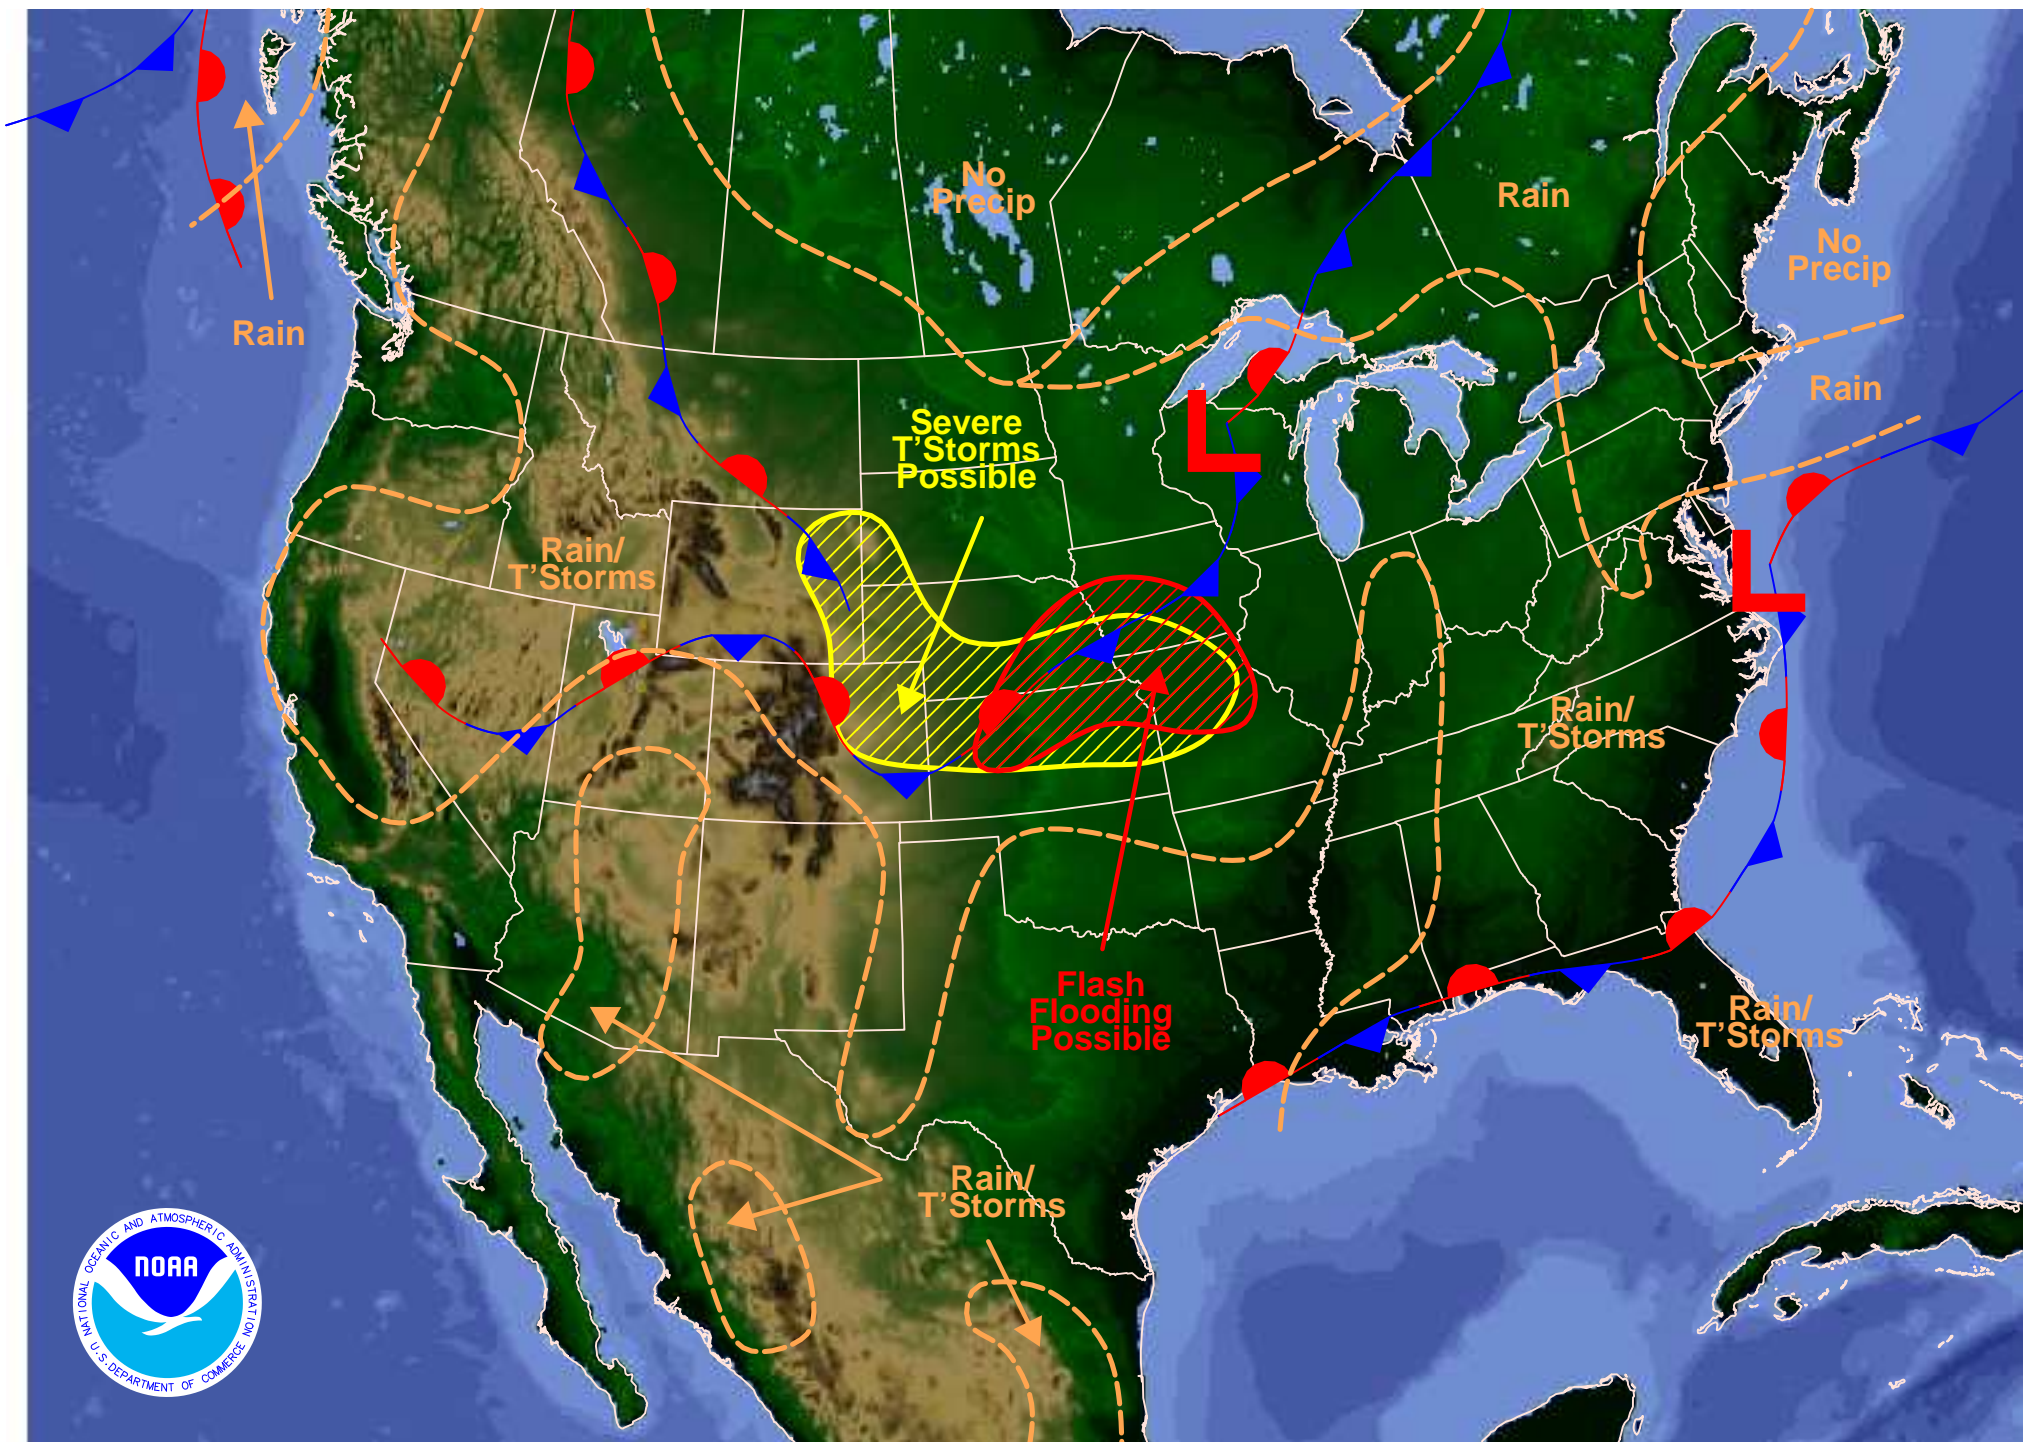 No
Precip
Rain
No
Precip
Rain
Rain
Severe
T'Storms
Possible
Rain/
T'Storms
L
L
Rain/
T'Storms
Flash
Flooding
Possible
Rain/
T'Storms
Rain/
T'Storms
NATIONAL OCEANIC AND ATMOSPHERIC ADMINISTRATION
NOAA
U.S. DEPARTMENT OF COMMERCE